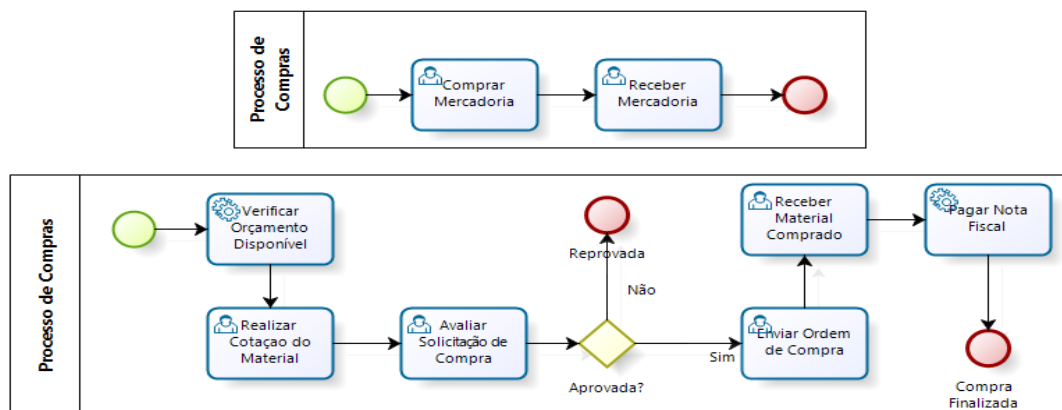 Processo de
Compras
Comprar
Mercadoria
Receber
Mercadoria
Processo de Compras
Verificar
Orçamento
Disponível
Realizar
Cotaçao do
Material
Avaliar
Solicitação de
Compra
Aprovada?
Não
Reprovada
Sim
Enviar Ordem
de Compra
Receber
Material
Comprado
Pagar Nota
Fiscal
Compra
Finalizada